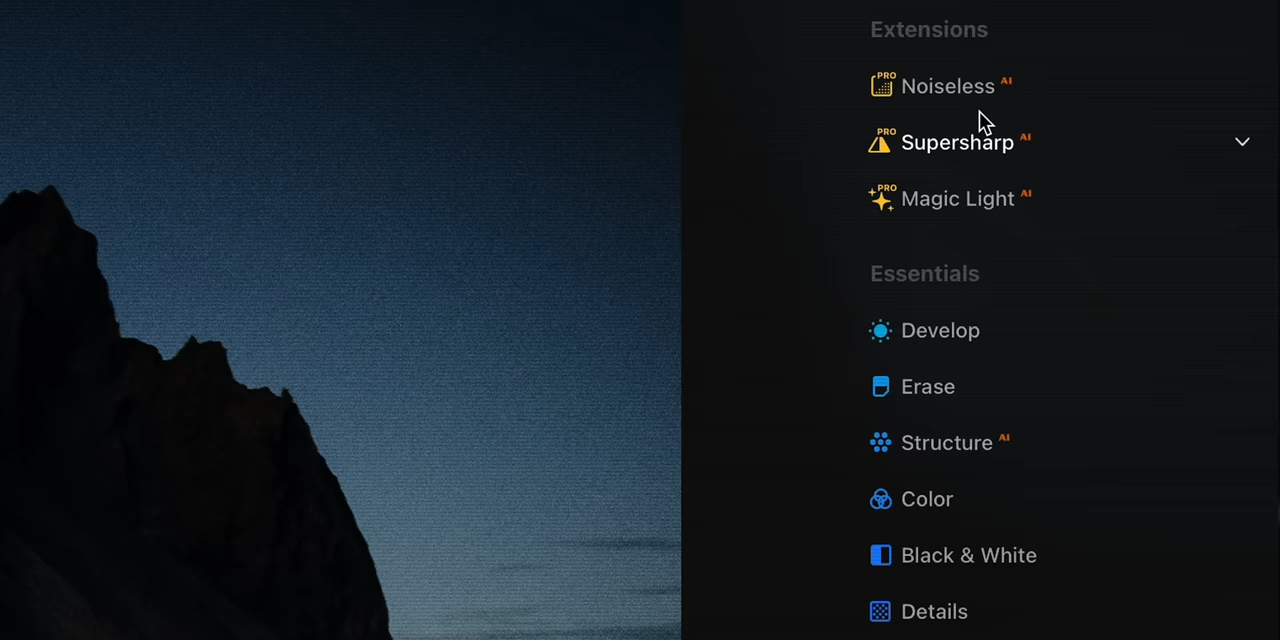 Extensions
PRO Noiseless AI
PRO Supersharp AI
PRO Magic Light AI
Essentials
Develop
Erase
Structure AI
Color
Black & White
Details